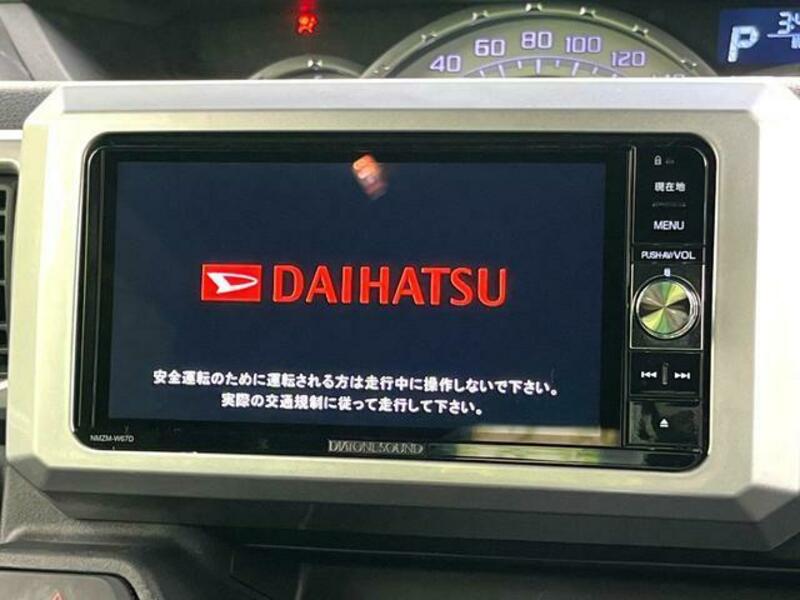 40 60 80 100 120
P
現在地
MENU
PUSH-AV/VOL
DAIHATSU
安全運転のために運転される方は走行中に操作しないで下さい。
実際の交通規制に従って走行して下さい。
NMZM-W67D
DIATONE SOUND